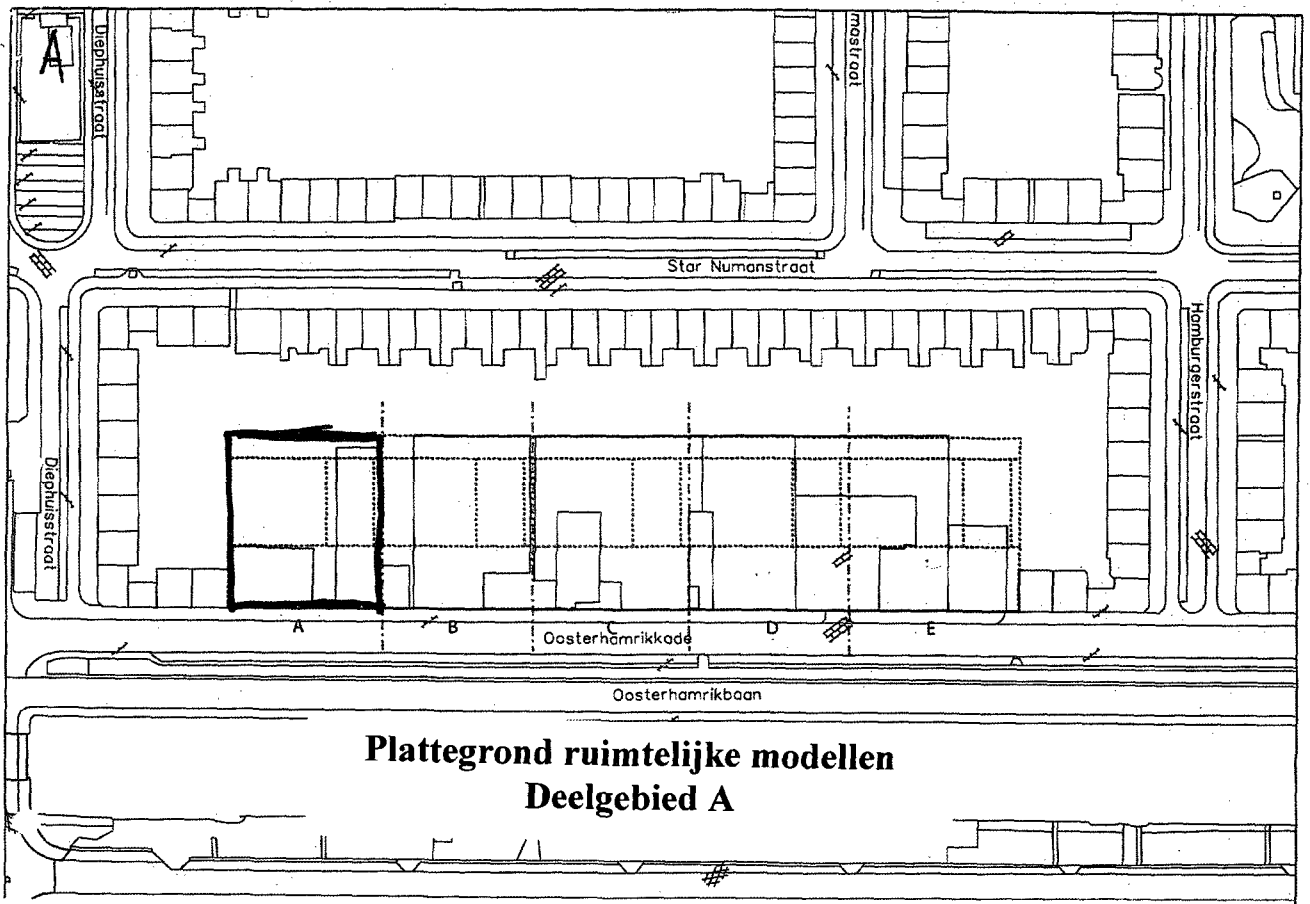 A
Diephuisstraat
mastraat
Star Numanstraat
Hamburgerstraat
Diephuisstraat
A B C D E
Oosterhamrikkade
Oosterhamrikbaan
Plattegrond ruimtelijke modellen
Deelgebied A